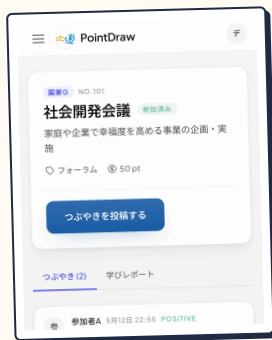 PointDraw
デ
国家G NO.101
社会開発会議 参加済み
家庭や企業で幸福度を高める事業の企画・実
施
フォーラム 50 pt
つぶやきを投稿する
つぶやき (2) 学びレポート
参 参加者A 5月12日 22:55 POSITIVE